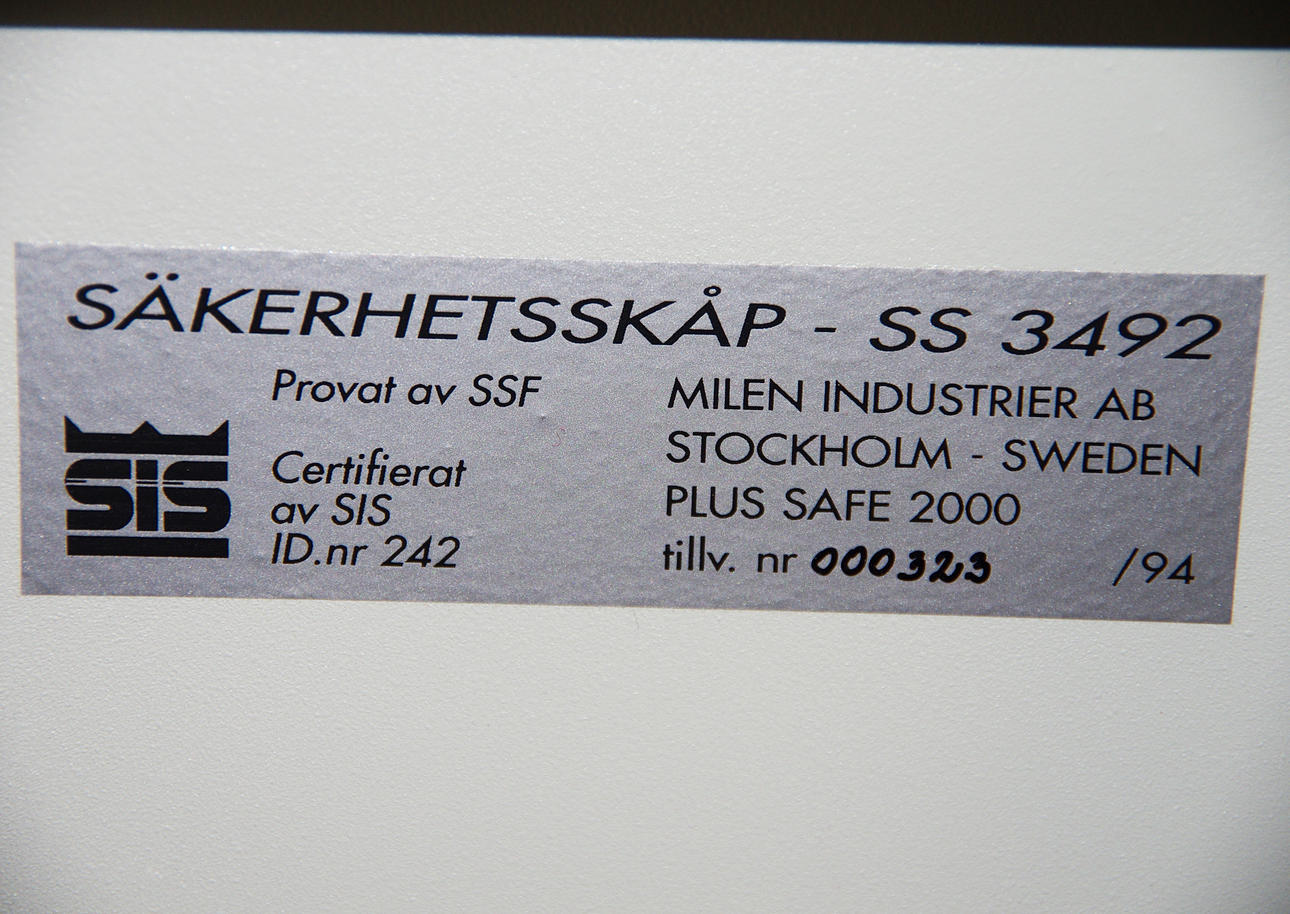 SÄKERHETSSKÅP - SS 3492
Provat av SSF
SIS
Certifierat
av SIS
ID.nr 242
MILEN INDUSTRIER AB
STOCKHOLM - SWEDEN
PLUS SAFE 2000
tillv. nr 000323 /94